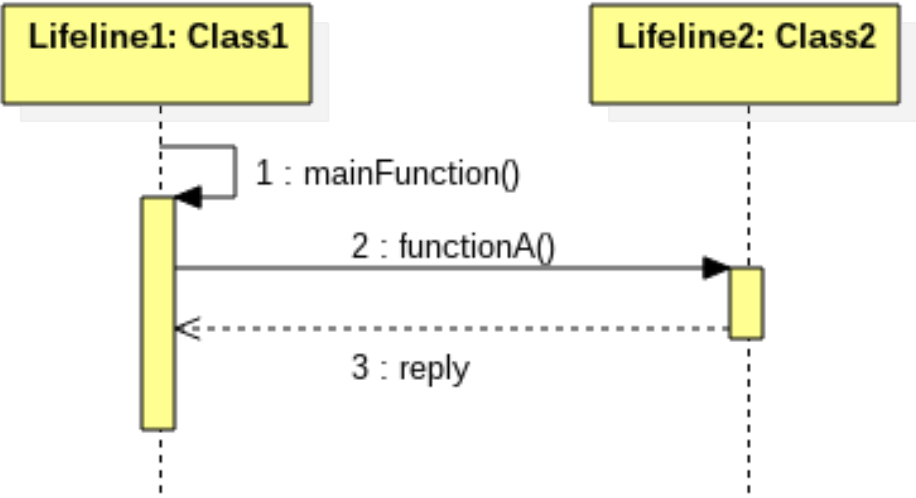 Lifeline1: Class1
Lifeline2: Class2
1 : mainFunction()
2 : functionA()
3 : reply